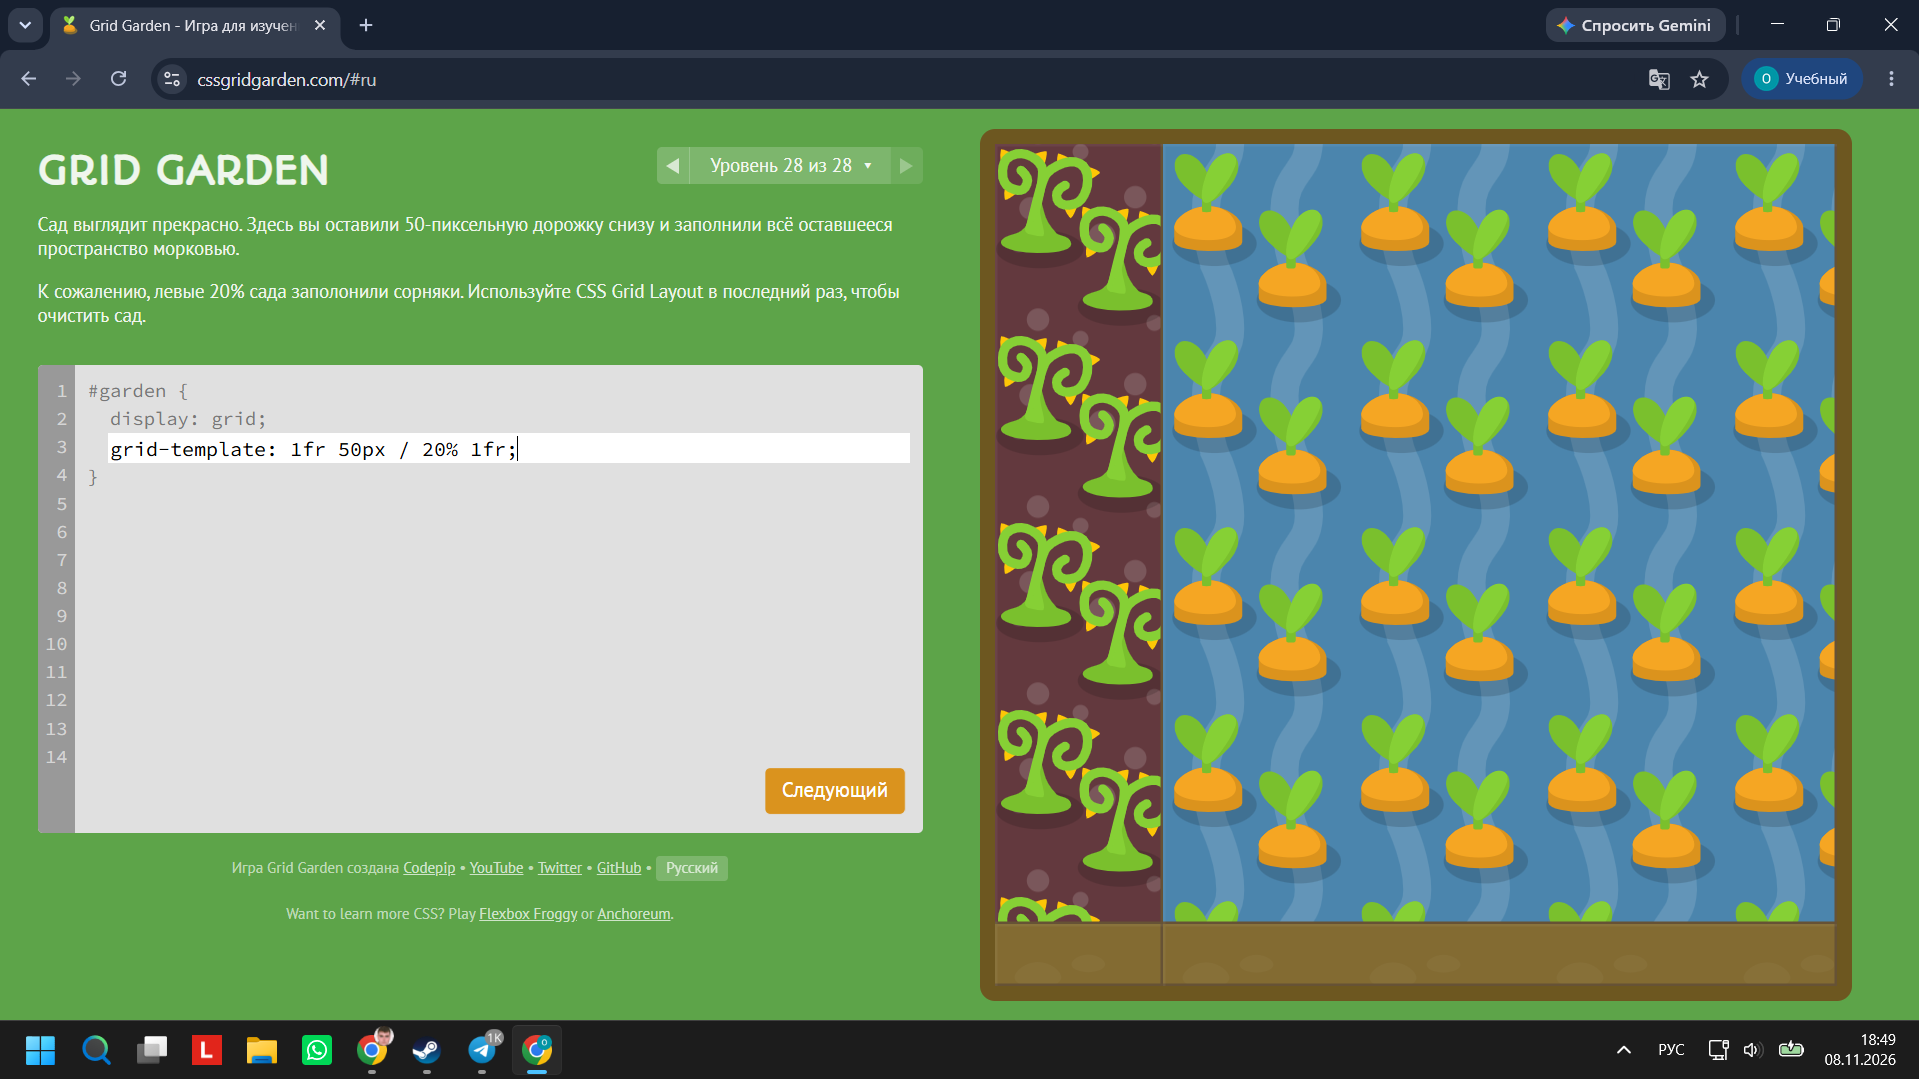 Grid Garden - Игра для изучен
Спросить Gemini
cssgridgarden.com/#ru
O
Учебный
GRID GARDEN
Уровень 28 из 28
Сад выглядит прекрасно. Здесь вы оставили 50-пиксельную дорожку снизу и заполнили всё оставшееся
пространство морковью.
К сожалению, левые 20% сада заполонили сорняки. Используйте CSS Grid Layout в последний раз, чтобы
очистить сад.
1 #garden {
2 display: grid;
3 grid-template: 1fr 50px / 20% 1fr;
4 }
5
6
7
8
9
10
11
12
13
14
Следующий
Игра Grid Garden создана Codepip • YouTube • Twitter • GitHub • Русский
Want to learn more CSS? Play Flexbox Froggy or Anchoreum.
L
1K
O
РУС
18:49
08.11.2026